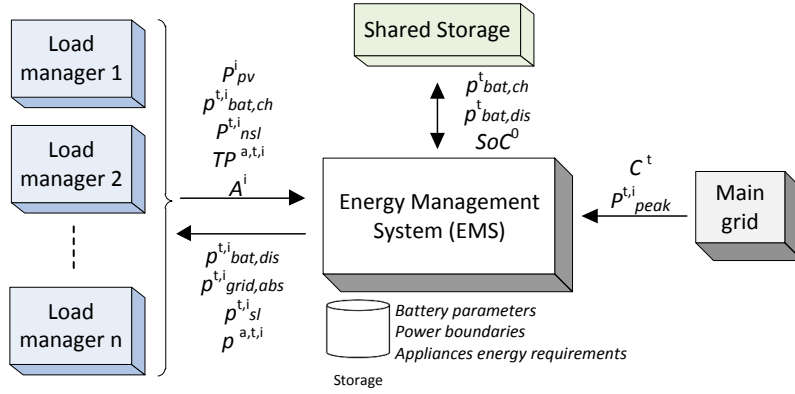 Load
manager 1
Load
manager 2
Load
manager n
P^i_pv
p^t,i_bat,ch
P^t,i_nsl
TP^a,t,i
A^i
p^t,i_bat,dis
p^t,i_grid,abs
p^t,i_sl
p^a,t,i
Shared Storage
p^t_bat,ch
p^t_bat,dis
SoC^0
Energy Management
System (EMS)
Battery parameters
Power boundaries
Appliances energy requirements
Storage
C^t
P^t,i_peak
Main
grid